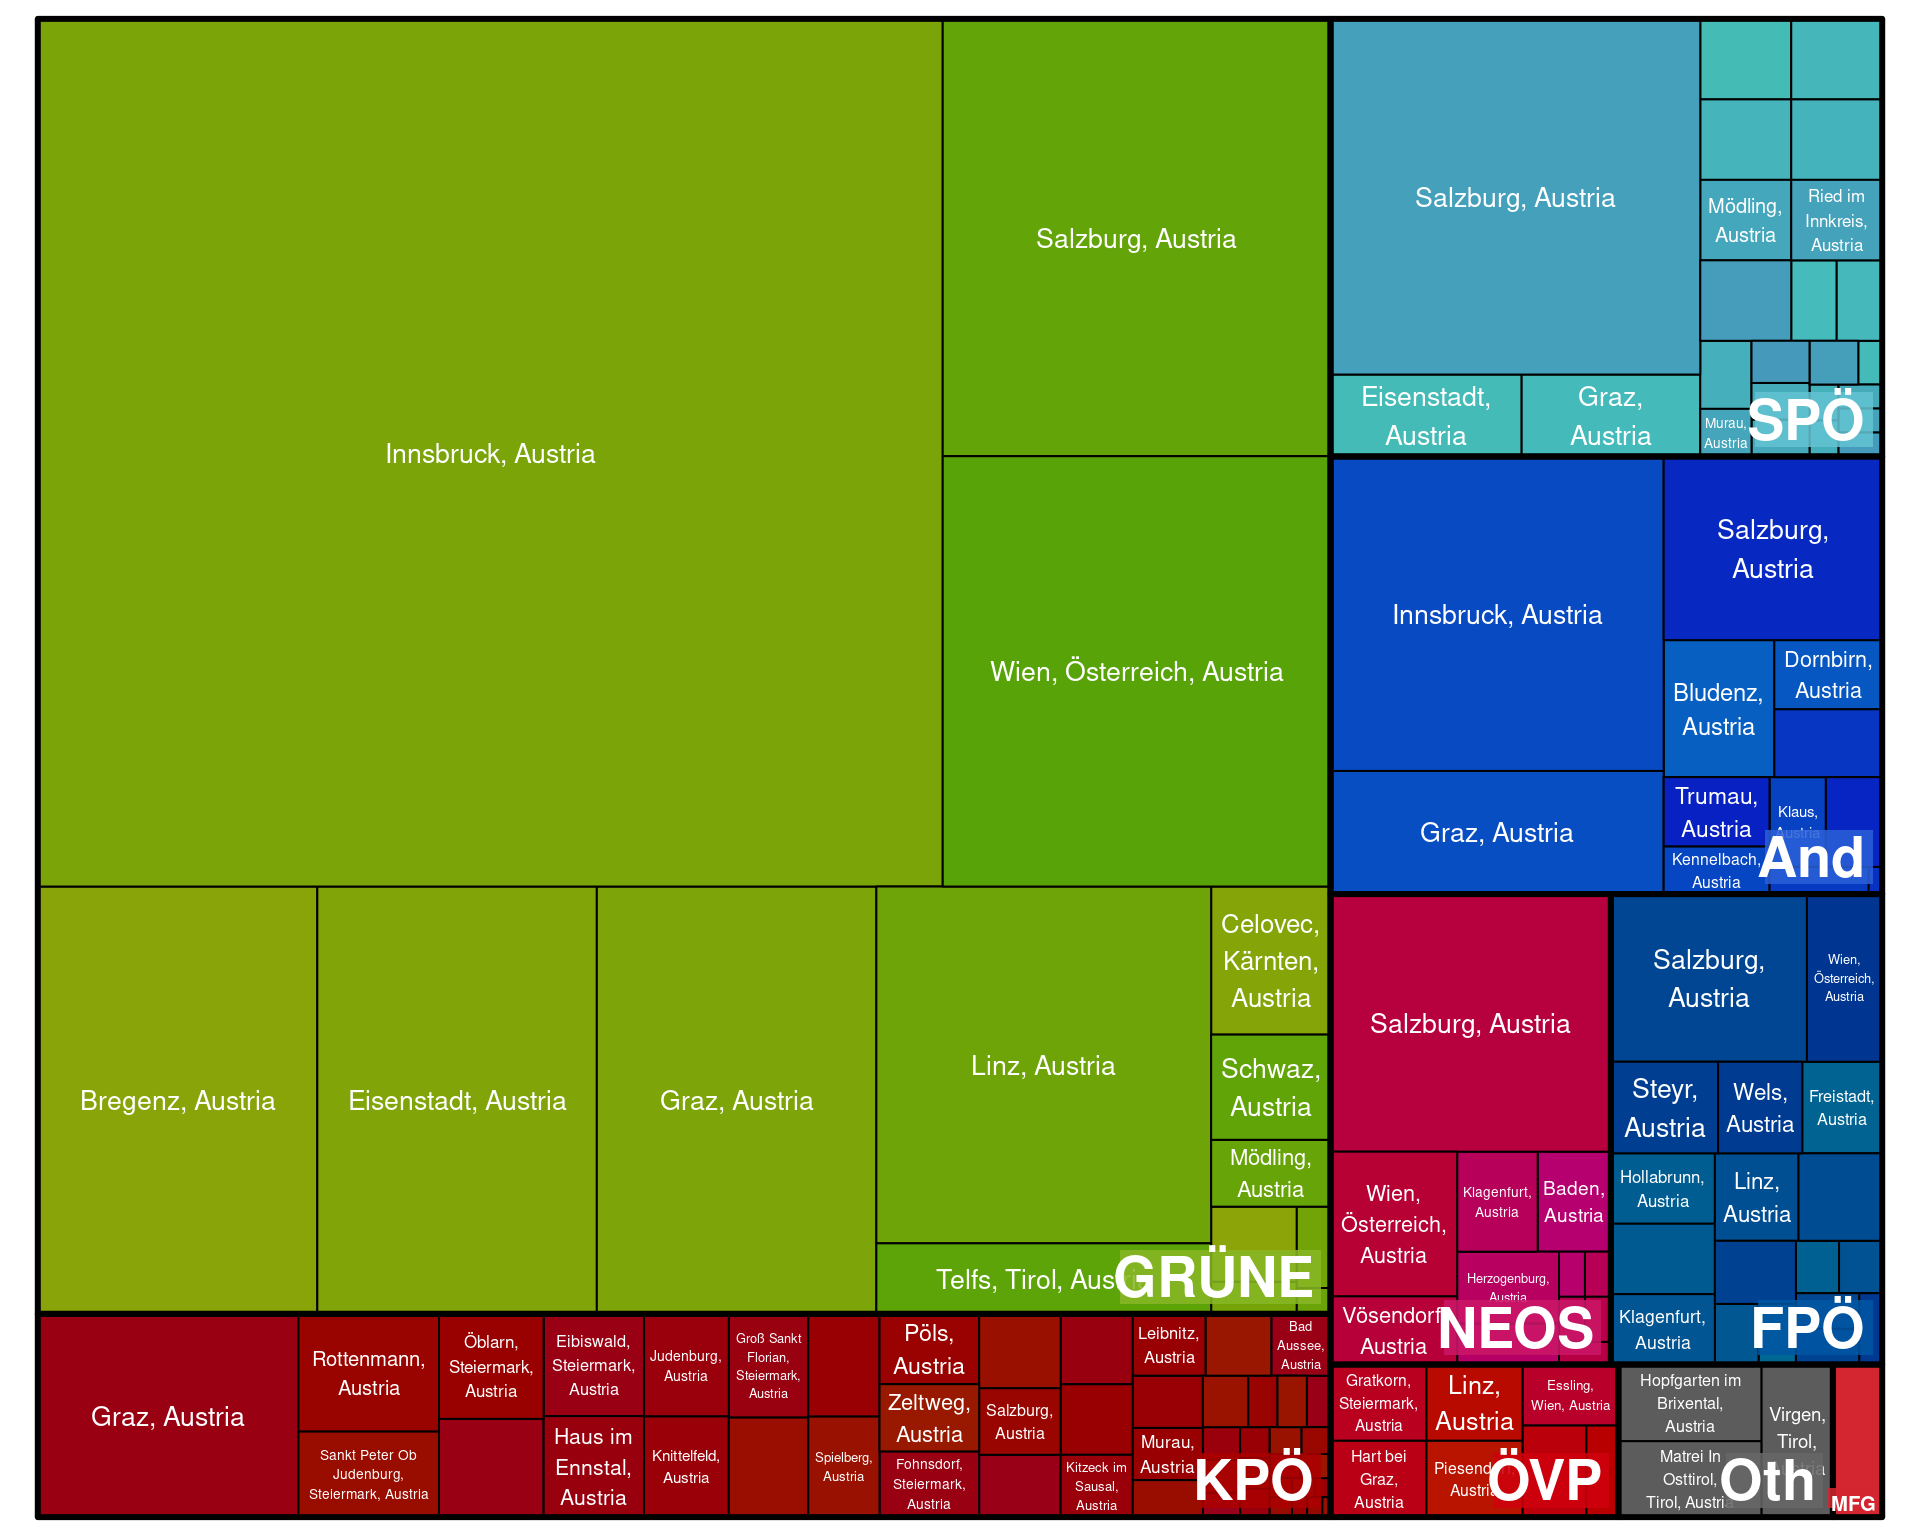 Innsbruck, Austria
Salzburg, Austria
Wien, Österreich, Austria
Bregenz, Austria
Eisenstadt, Austria
Graz, Austria
Linz, Austria
Celovec,
Kärnten,
Austria
Schwaz,
Austria
Mödling,
Austria
Telfs, Tirol, Aus
GRÜNE
Salzburg, Austria
Mödling,
Austria
Ried im
Innkreis,
Austria
Eisenstadt,
Austria
Graz,
Austria
Murau,
Austria
SPÖ
Innsbruck, Austria
Salzburg,
Austria
Bludenz,
Austria
Dornbirn,
Austria
Graz, Austria
Trumau,
Austria
Klaus,
Austria
Kennelbach,
Austria
And
Salzburg, Austria
Wien,
Österreich,
Austria
Klagenfurt,
Austria
Baden,
Austria
Herzogenburg,
Austria
Vösendorf
Austria
NEOS
Salzburg,
Austria
Wien,
Österreich,
Austria
Steyr,
Austria
Wels,
Austria
Freistadt,
Austria
Hollabrunn,
Austria
Linz,
Austria
Klagenfurt,
Austria
FPÖ
Graz, Austria
Rottenmann,
Austria
Sankt Peter Ob
Judenburg,
Steiermark, Austria
Öblarn,
Steiermark,
Austria
Eibiswald,
Steiermark,
Austria
Haus im
Ennstal,
Austria
Judenburg,
Austria
Knittelfeld,
Austria
Groß Sankt
Florian,
Steiermark,
Austria
Spielberg,
Austria
Pöls,
Austria
Zeltweg,
Austria
Fohnsdorf,
Steiermark,
Austria
Salzburg,
Austria
Kitzeck im
Sausal,
Austria
Leibnitz,
Austria
Murau,
Austria
Bad
Aussee,
Austria
KPÖ
Gratkorn,
Steiermark,
Austria
Hart bei
Graz,
Austria
Linz,
Austria
Piesendorf,
Austria
Essling,
Wien, Austria
ÖVP
Hopfgarten im
Brixental,
Austria
Matrei In
Osttirol,
Tirol, Austria
Virgen,
Tirol,
Austria
Oth
MFG